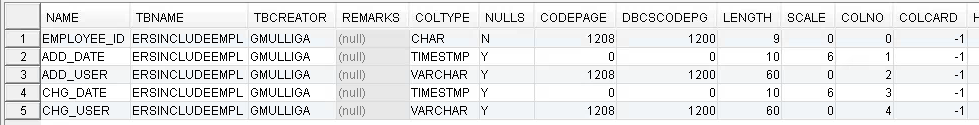 NAME TBNAME TBCREATOR REMARKS COLTYPE NULLS CODEPAGE DBCSCODEPG LENGTH SCALE COLNO COLCARD
1 EMPLOYEE_ID ERSINCLUDEEMPL GMULLIGA (null) CHAR N 1208 1200 9 0 0 -1
2 ADD_DATE ERSINCLUDEEMPL GMULLIGA (null) TIMESTMP Y 0 0 10 6 1 -1
3 ADD_USER ERSINCLUDEEMPL GMULLIGA (null) VARCHAR Y 1208 1200 60 0 2 -1
4 CHG_DATE ERSINCLUDEEMPL GMULLIGA (null) TIMESTMP Y 0 0 10 6 3 -1
5 CHG_USER ERSINCLUDEEMPL GMULLIGA (null) VARCHAR Y 1208 1200 60 0 4 -1